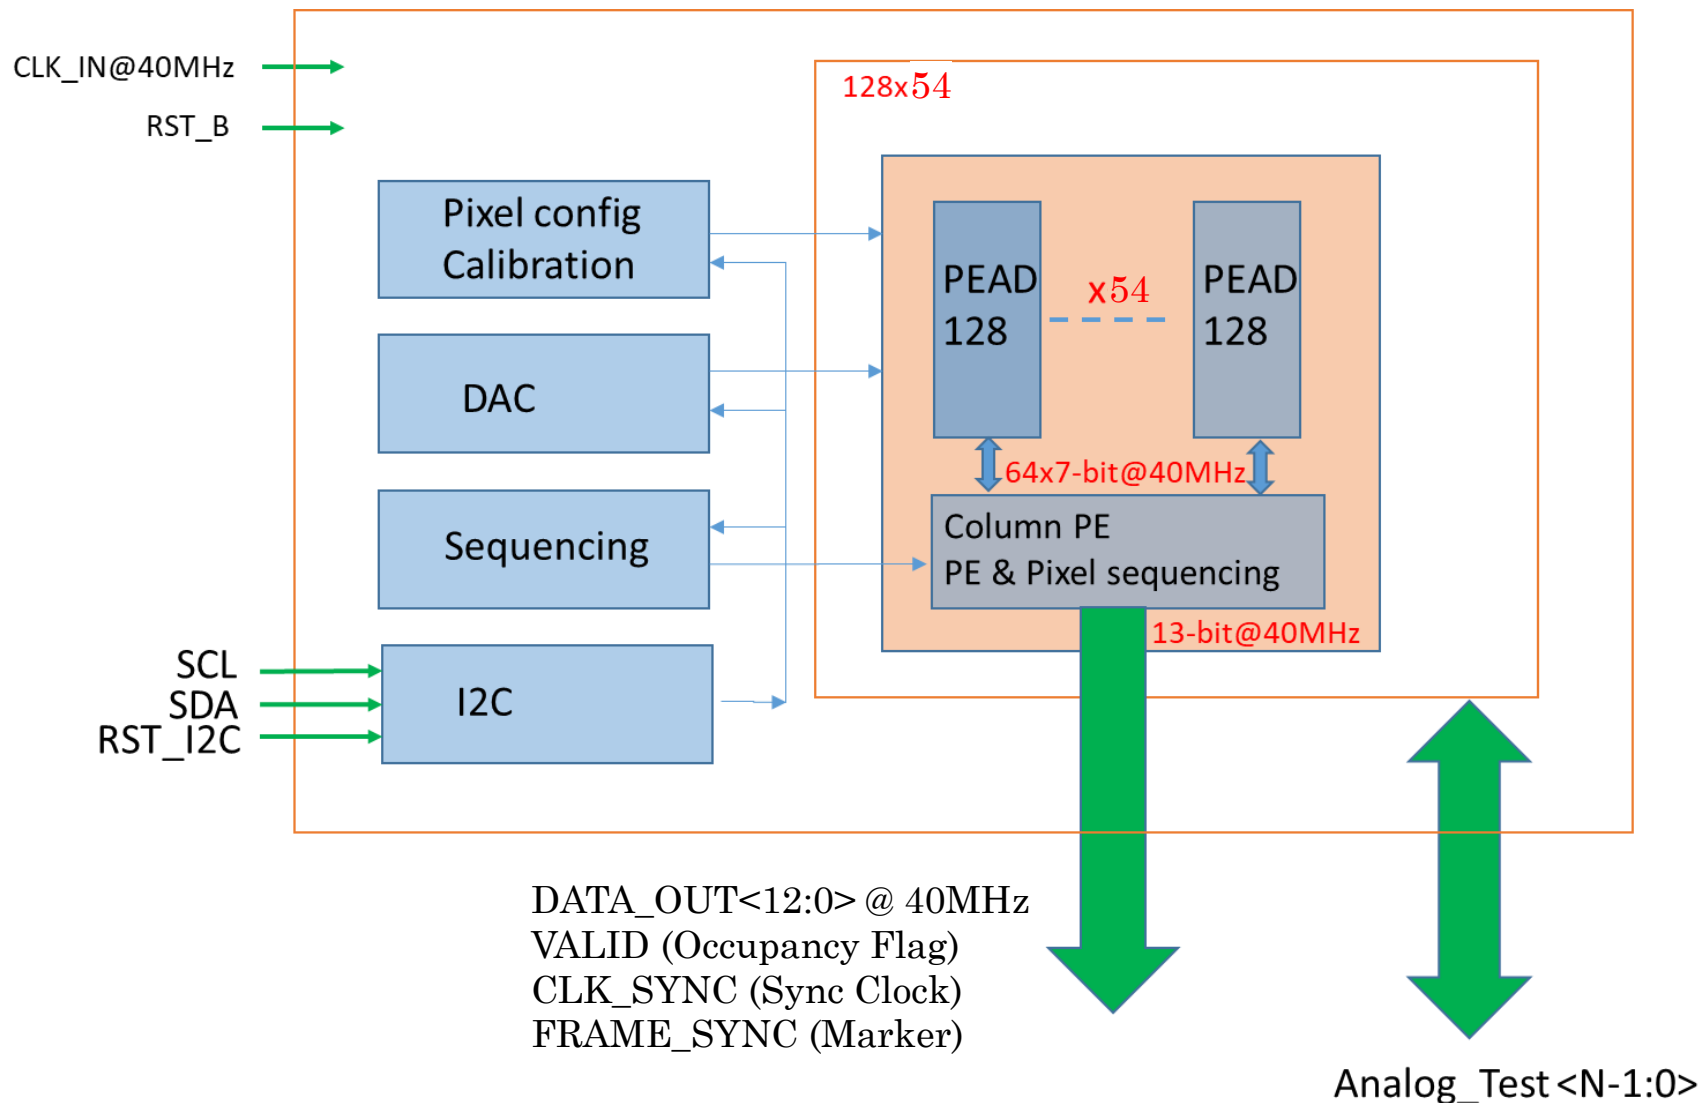 CLK_IN@40MHz
RST_B
128x54
Pixel config
Calibration
DAC
Sequencing
I2C
SCL
SDA
RST_I2C
PEAD
128
x54
PEAD
128
64x7-bit@40MHz
Column PE
PE & Pixel sequencing
13-bit@40MHz
DATA_OUT<12:0> @ 40MHz
VALID (Occupancy Flag)
CLK_SYNC (Sync Clock)
FRAME_SYNC (Marker)
Analog_Test <N-1:0>